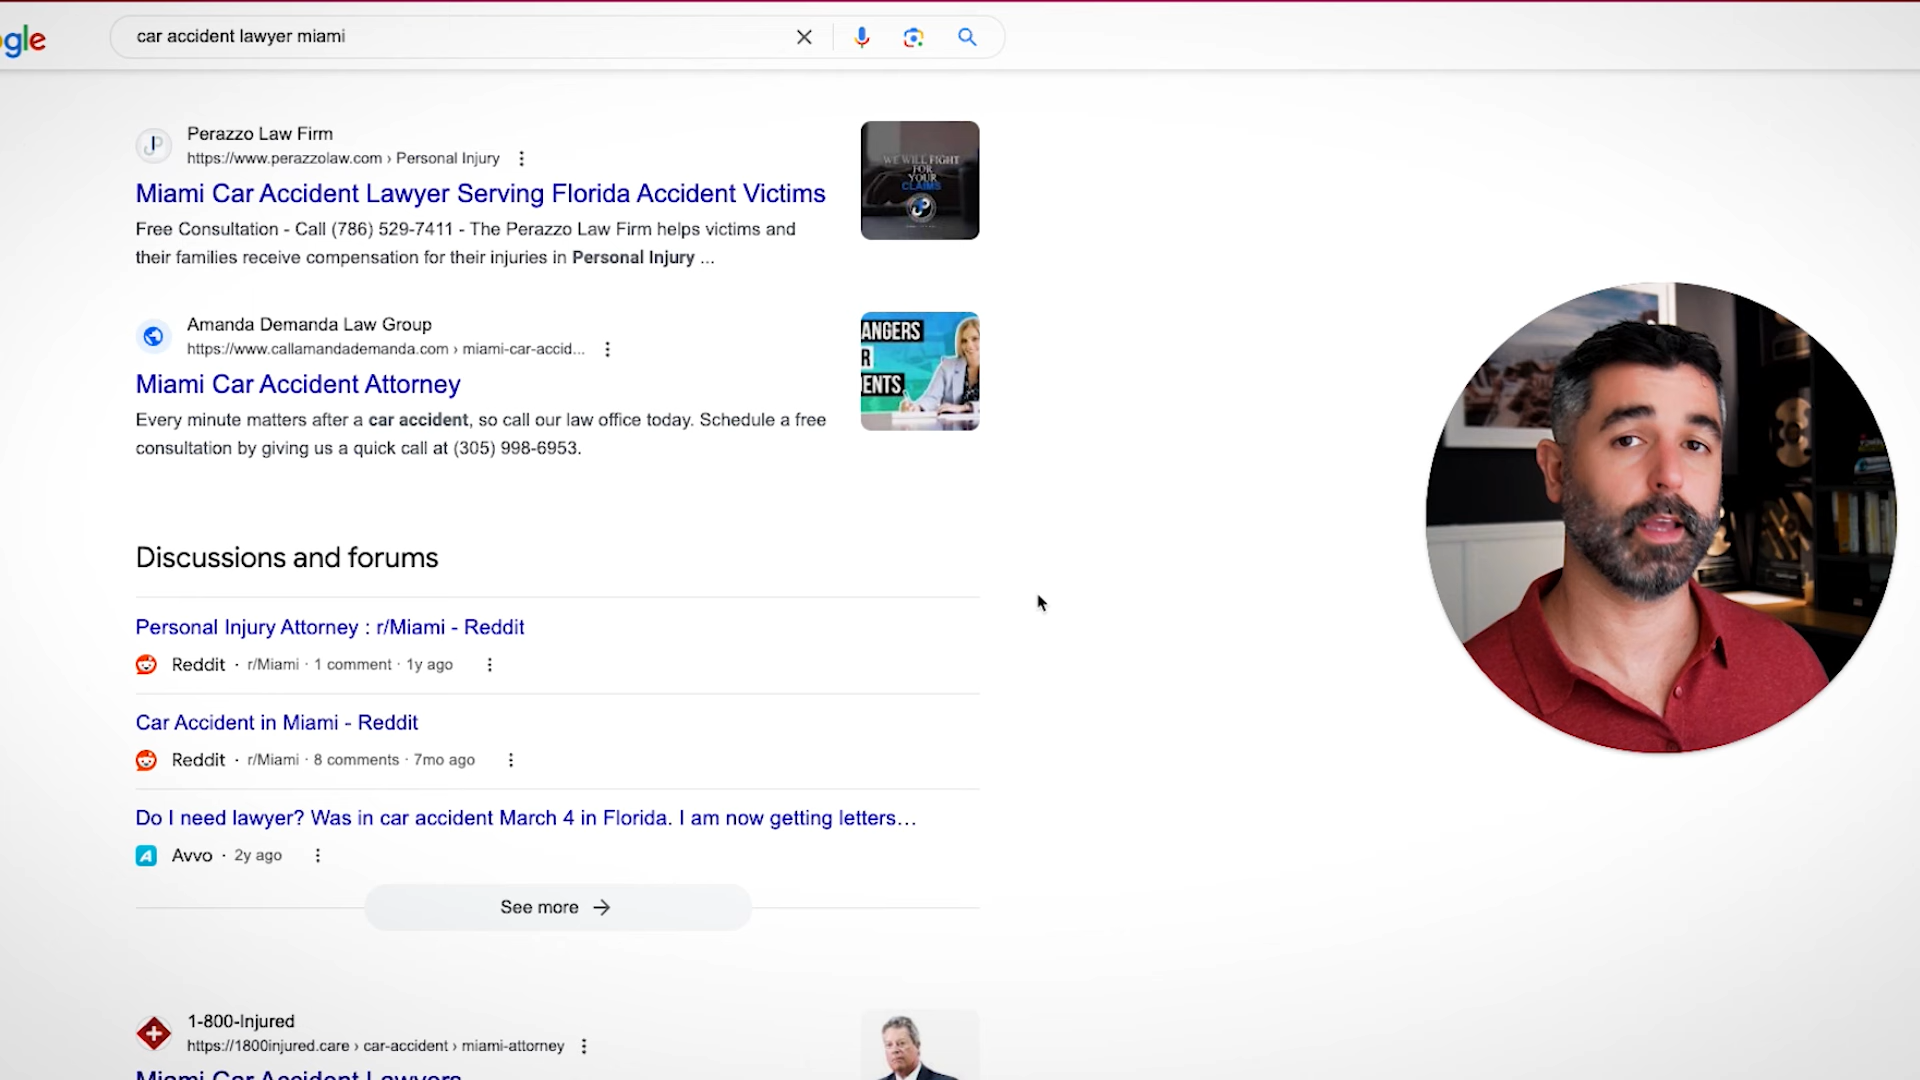 gle
car accident lawyer miami
Perazzo Law Firm
https://www.perazzolaw.com › Personal Injury
Miami Car Accident Lawyer Serving Florida Accident Victims
Free Consultation - Call (786) 529-7411 - The Perazzo Law Firm helps victims and
their families receive compensation for their injuries in Personal Injury ...
WE WILL FIGHT
FOR
YOUR
CLAIMS
Amanda Demanda Law Group
https://www.callamandademanda.com › miami-car-accid...
Miami Car Accident Attorney
Every minute matters after a car accident, so call our law office today. Schedule a free
consultation by giving us a quick call at (305) 998-6953.
ANGERS
R
ENTS
Discussions and forums
Personal Injury Attorney : r/Miami - Reddit
Reddit · r/Miami · 1 comment · 1y ago
Car Accident in Miami - Reddit
Reddit · r/Miami · 8 comments · 7mo ago
Do I need lawyer? Was in car accident March 4 in Florida. I am now getting letters...
Avvo · 2y ago
See more
1-800-Injured
https://1800injured.care › car-accident › miami-attorney
Miami Car Accident Lawyers